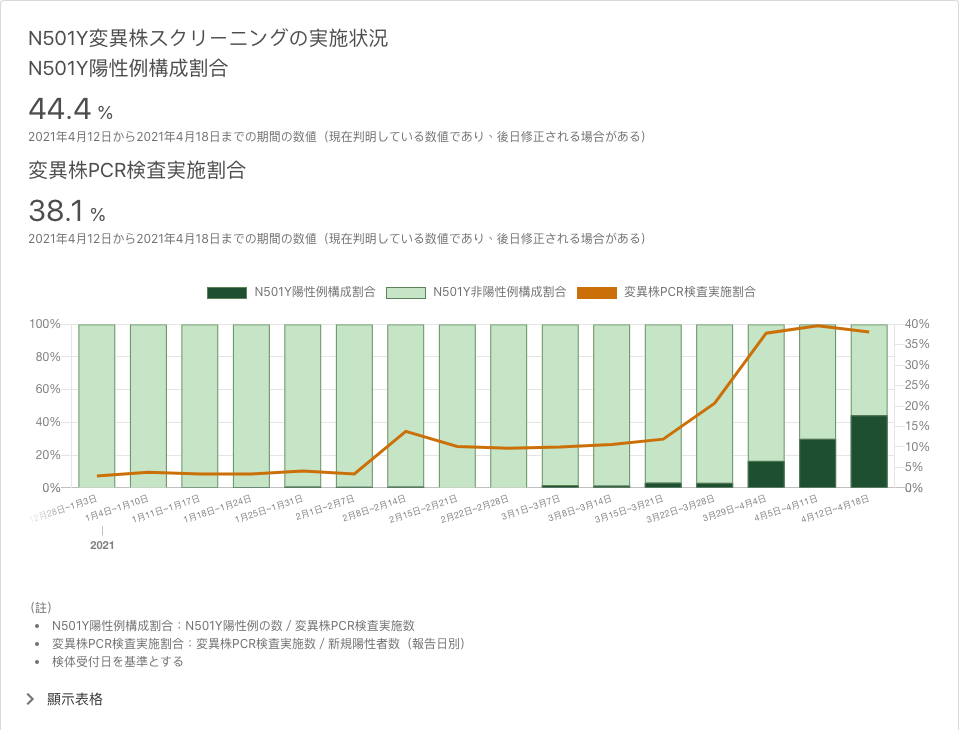 N501Y変異株スクリーニングの実施状況
N501Y陽性例構成割合
44.4 %
2021年4月12日から2021年4月18日までの期間の数値（現在判明している数値であり、後日修正される場合がある）
変異株PCR検査実施割合
38.1 %
2021年4月12日から2021年4月18日までの期間の数値（現在判明している数値であり、後日修正される場合がある）
N501Y陽性例構成割合 N501Y非陽性例構成割合 変異株PCR検査実施割合
100% 40%
80% 35%
30%
60% 25%
20%
40% 15%
10%
20% 5%
0% 0%
12月28日~1月3日 1月4日~1月10日 1月11日~1月17日 1月18日~1月24日 1月25日~1月31日 2月1日~2月7日 2月8日~2月14日 2月15日~2月21日 2月22日~2月28日 3月1日~3月7日 3月8日~3月14日 3月15日~3月21日 3月22日~3月28日 3月29日~4月4日 4月5日~4月11日 4月12日~4月18日
2021
（註）
• N501Y陽性例構成割合：N501Y陽性例の数 / 変異株PCR検査実施数
• 変異株PCR検査実施割合：変異株PCR検査実施数 / 新規陽性者数（報告日別）
• 検体受付日を基準とする
顯示表格